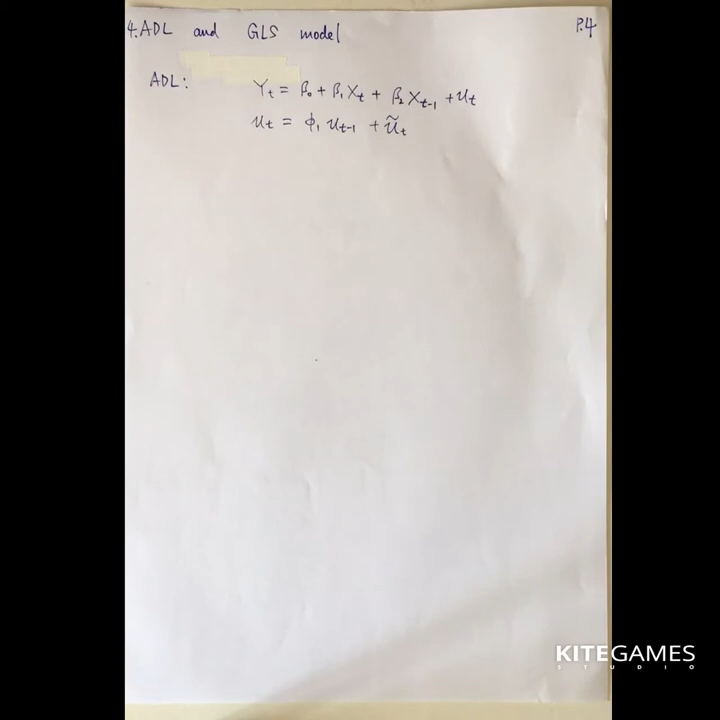 4. ADL and GLS model P.4
ADL: Yₜ = β₀ + β₁Xₜ + β₂Xₜ₋₁ + uₜ
uₜ = ϕ₁uₜ₋₁ + ũₜ
KITEGAMES
STUDIO